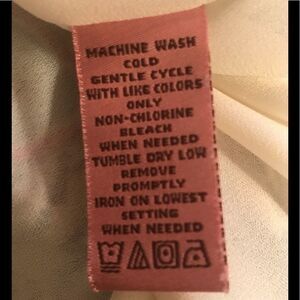 MACHINE WASH
COLD
GENTLE CYCLE
WITH LIKE COLORS
ONLY
NON-CHLORINE
BLEACH
WHEN NEEDED
TUMBLE DRY LOW
REMOVE
PROMPTLY
IRON ON LOWEST
SETTING
WHEN NEEDED